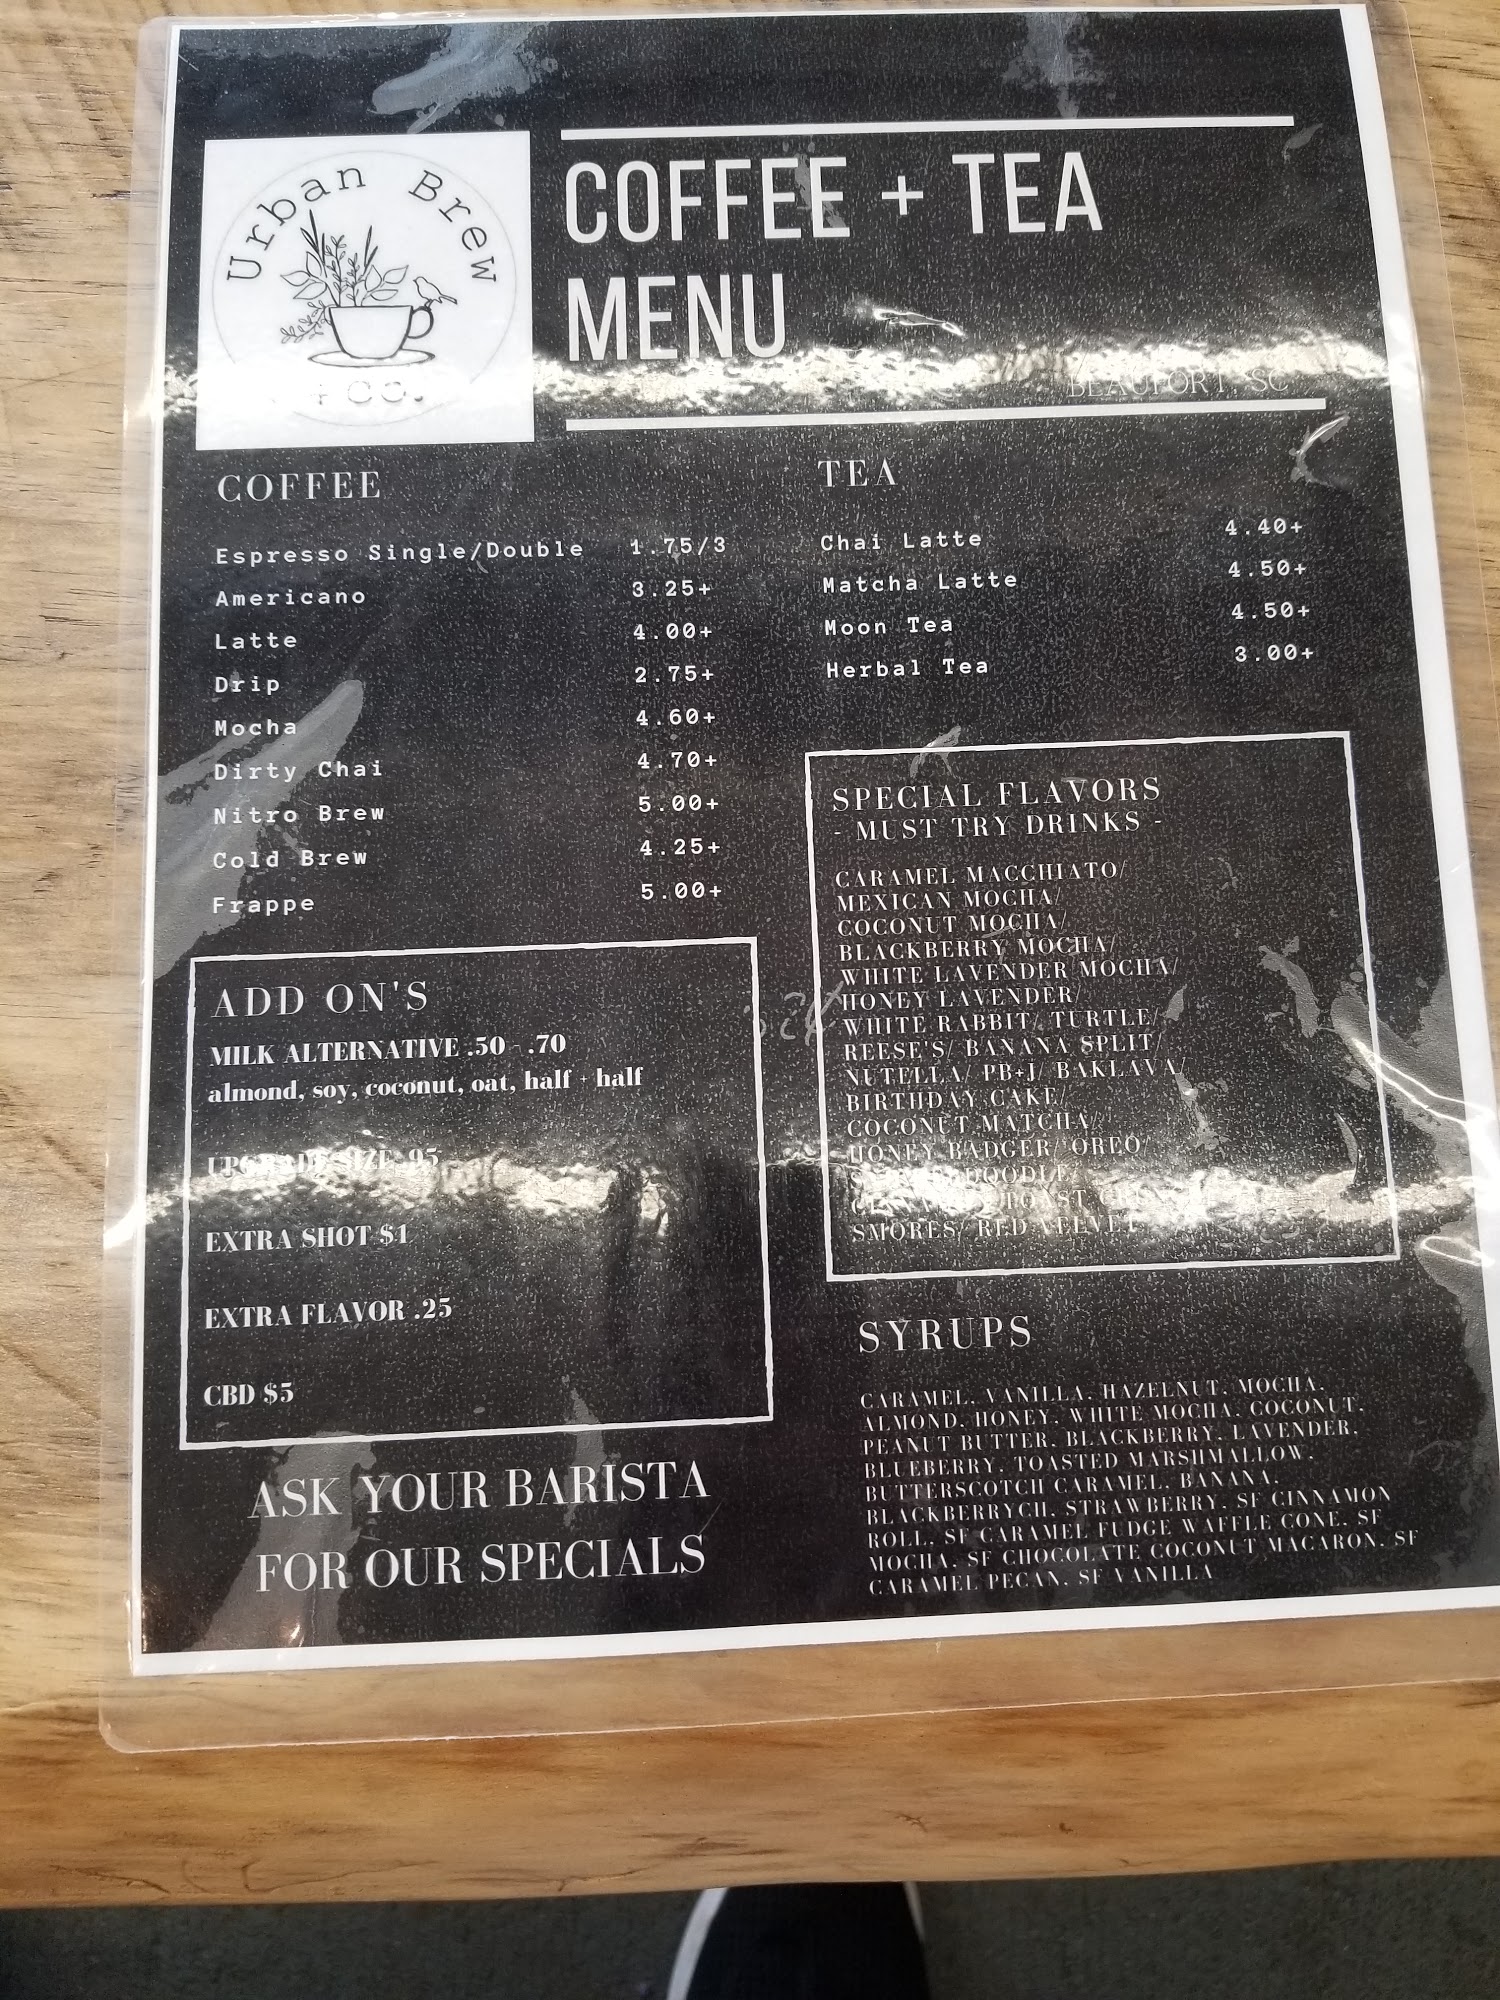 Urban Brew
+ CO.
COFFEE + TEA
MENU
BEAUFORT, SC
COFFEE
Espresso Single/Double 1.75/3
Americano 3.25+
Latte 4.00+
Drip 2.75+
Mocha 4.60+
Dirty Chai 4.70+
Nitro Brew 5.00+
Cold Brew 4.25+
Frappe 5.00+
TEA
Chai Latte 4.40+
Matcha Latte 4.50+
Moon Tea 4.50+
Herbal Tea 3.00+
ADD ON'S
MILK ALTERNATIVE .50 - .70
almond, soy, coconut, oat, half + half
UPGRADE SIZE .95
EXTRA SHOT $1
EXTRA FLAVOR .25
CBD $5
ASK YOUR BARISTA
FOR OUR SPECIALS
SPECIAL FLAVORS
- MUST TRY DRINKS -
CARAMEL MACCHIATO/
MEXICAN MOCHA/
COCONUT MOCHA/
BLACKBERRY MOCHA/
WHITE LAVENDER MOCHA/
HONEY LAVENDER/
WHITE RABBIT/ TURTLE/
REESE'S/ BANANA SPLIT/
NUTELLA/ PB+J/ BAKLAVA/
BIRTHDAY CAKE/
COCONUT MATCHA/
HONEY BADGER/ OREO/
TOAST
SMORES/ RED VELVET
SYRUPS
CARAMEL, VANILLA, HAZELNUT, MOCHA,
ALMOND, HONEY, WHITE MOCHA, COCONUT,
PEANUT BUTTER, BLACKBERRY, LAVENDER,
BLUEBERRY, TOASTED MARSHMALLOW,
BUTTERSCOTCH CARAMEL, BANANA,
BLACKBERRYCH, STRAWBERRY, SF CINNAMON
ROLL, SF CARAMEL FUDGE WAFFLE CONE, SF
MOCHA, SF CHOCOLATE COCONUT MACARON, SF
CARAMEL PECAN, SF VANILLA